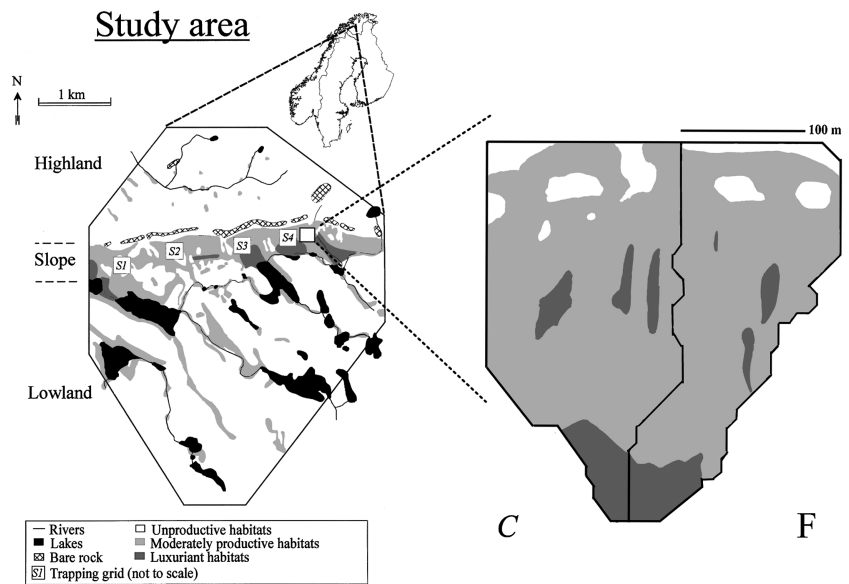 Study area
N
1 km
Highland
100 m
S4
S3
S2
S1
Slope
Lowland
C
F
Rivers
Unproductive habitats
Lakes
Moderately productive habitats
Bare rock
Luxuriant habitats
S1 Trapping grid (not to scale)